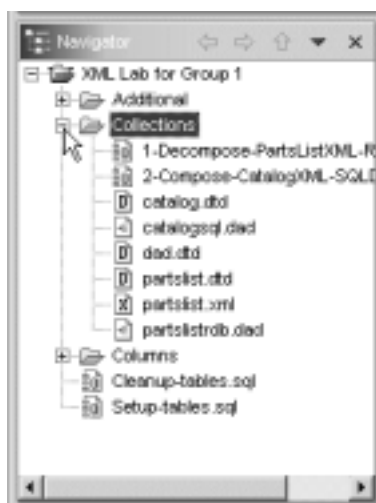 Navigator
XML Lab for Group 1
Additional
Collections
1-Decompose-PartsListXML-R
2-Compose-CatalogXML-SQLD
catalog.dtd
catalogsql.dad
dad.dtd
partslist.dtd
partslist.xml
partslistrdb.dad
Columns
Cleanup-tables.sql
Setup-tables.sql